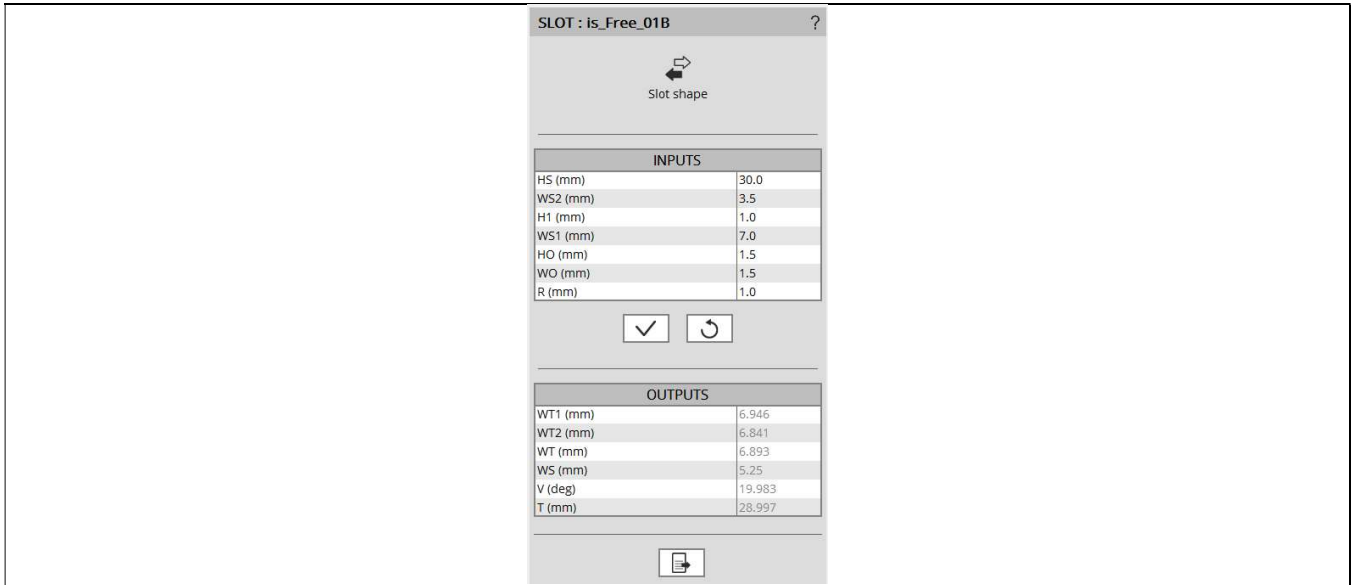 SLOT : is_Free_01B ?
Slot shape
INPUTS
HS (mm) 30.0
WS2 (mm) 3.5
H1 (mm) 1.0
WS1 (mm) 7.0
HO (mm) 1.5
WO (mm) 1.5
R (mm) 1.0
OUTPUTS
WT1 (mm) 6.946
WT2 (mm) 6.841
WT (mm) 6.893
WS (mm) 5.25
V (deg) 19.983
T (mm) 28.997